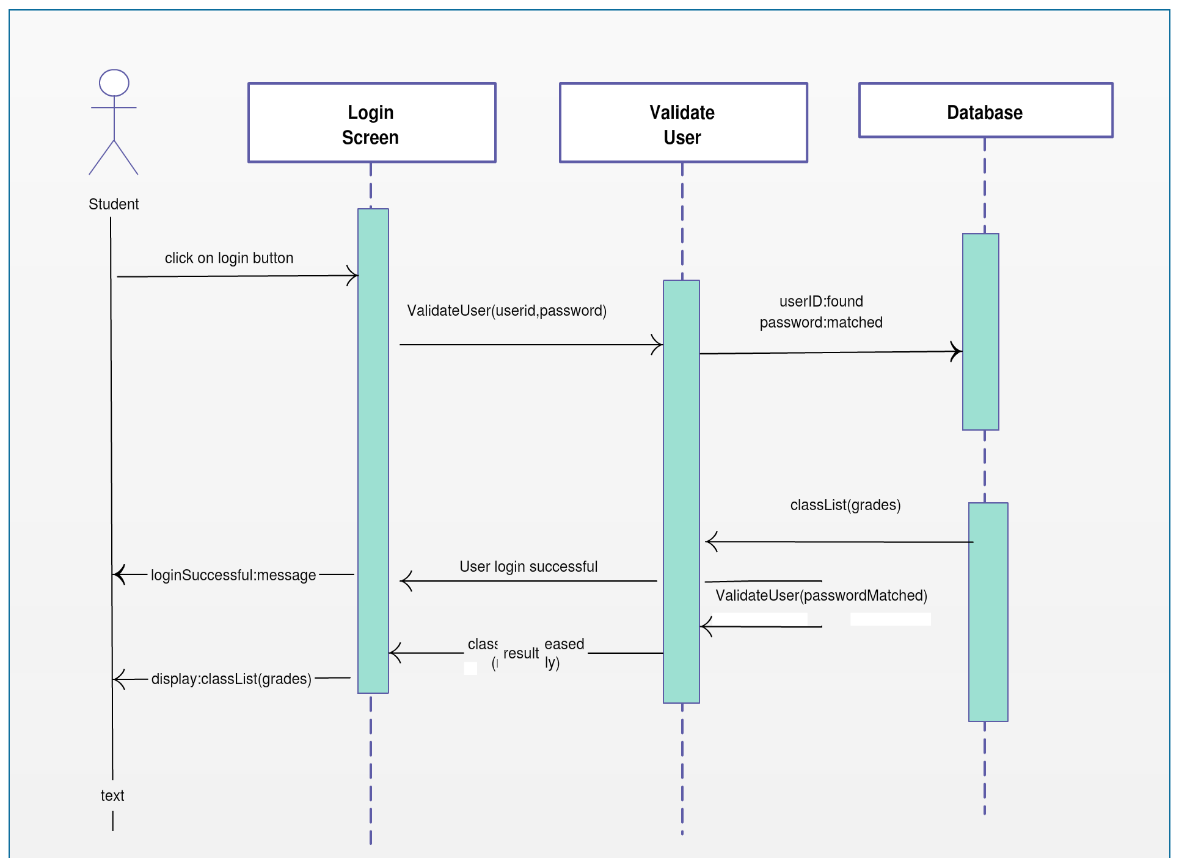 Login
Screen
Validate
User
Database
Student
click on login button
ValidateUser(userid,password)
userID:found
password:matched
classList(grades)
User login successful
loginSuccessful:message
ValidateUser(passwordMatched)
result
display:classList(grades)
text